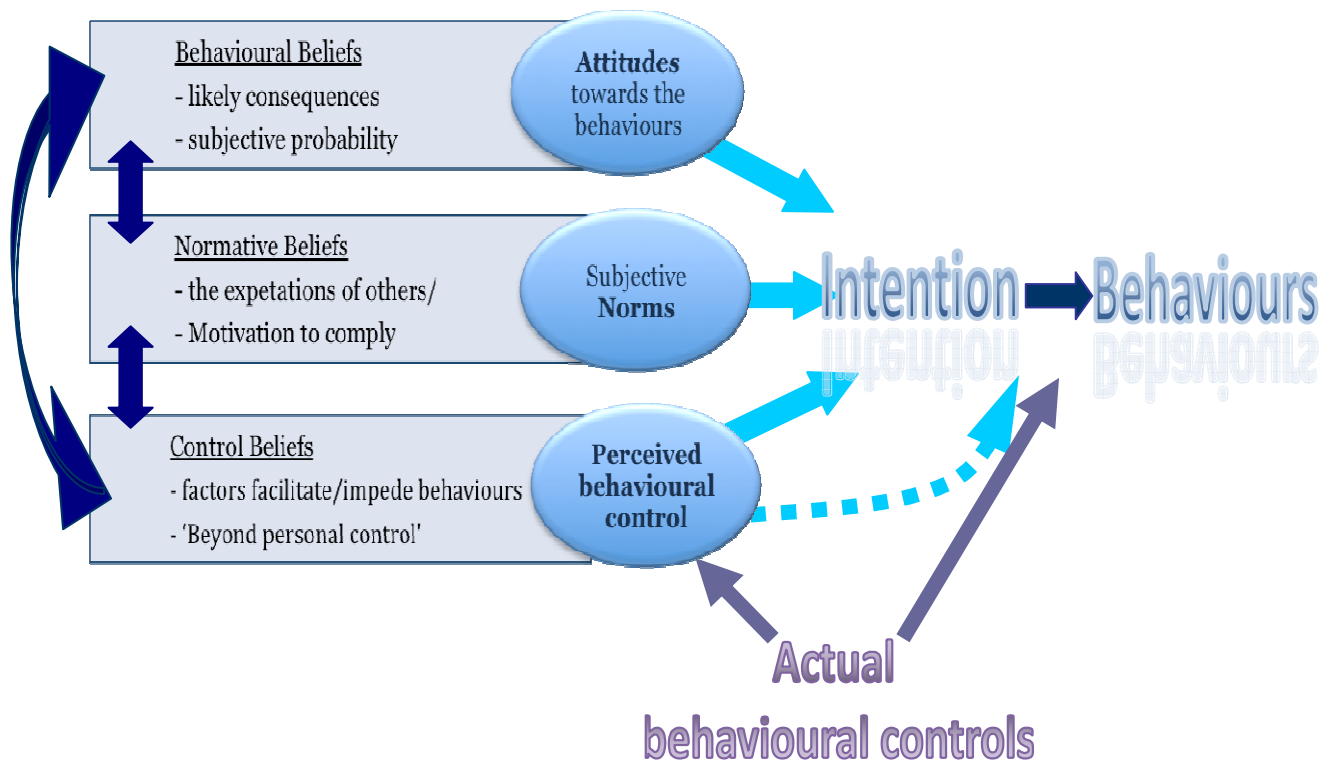 Behavioural Beliefs
- likely consequences
- subjective probability
Attitudes
towards the
behaviours
Normative Beliefs
- the expetations of others/
- Motivation to comply
Subjective
Norms
Intention
Behaviours
Control Beliefs
- factors facilitate/impede behaviours
- ‘Beyond personal control’
Perceived
behavioural
control
Actual
behavioural controls